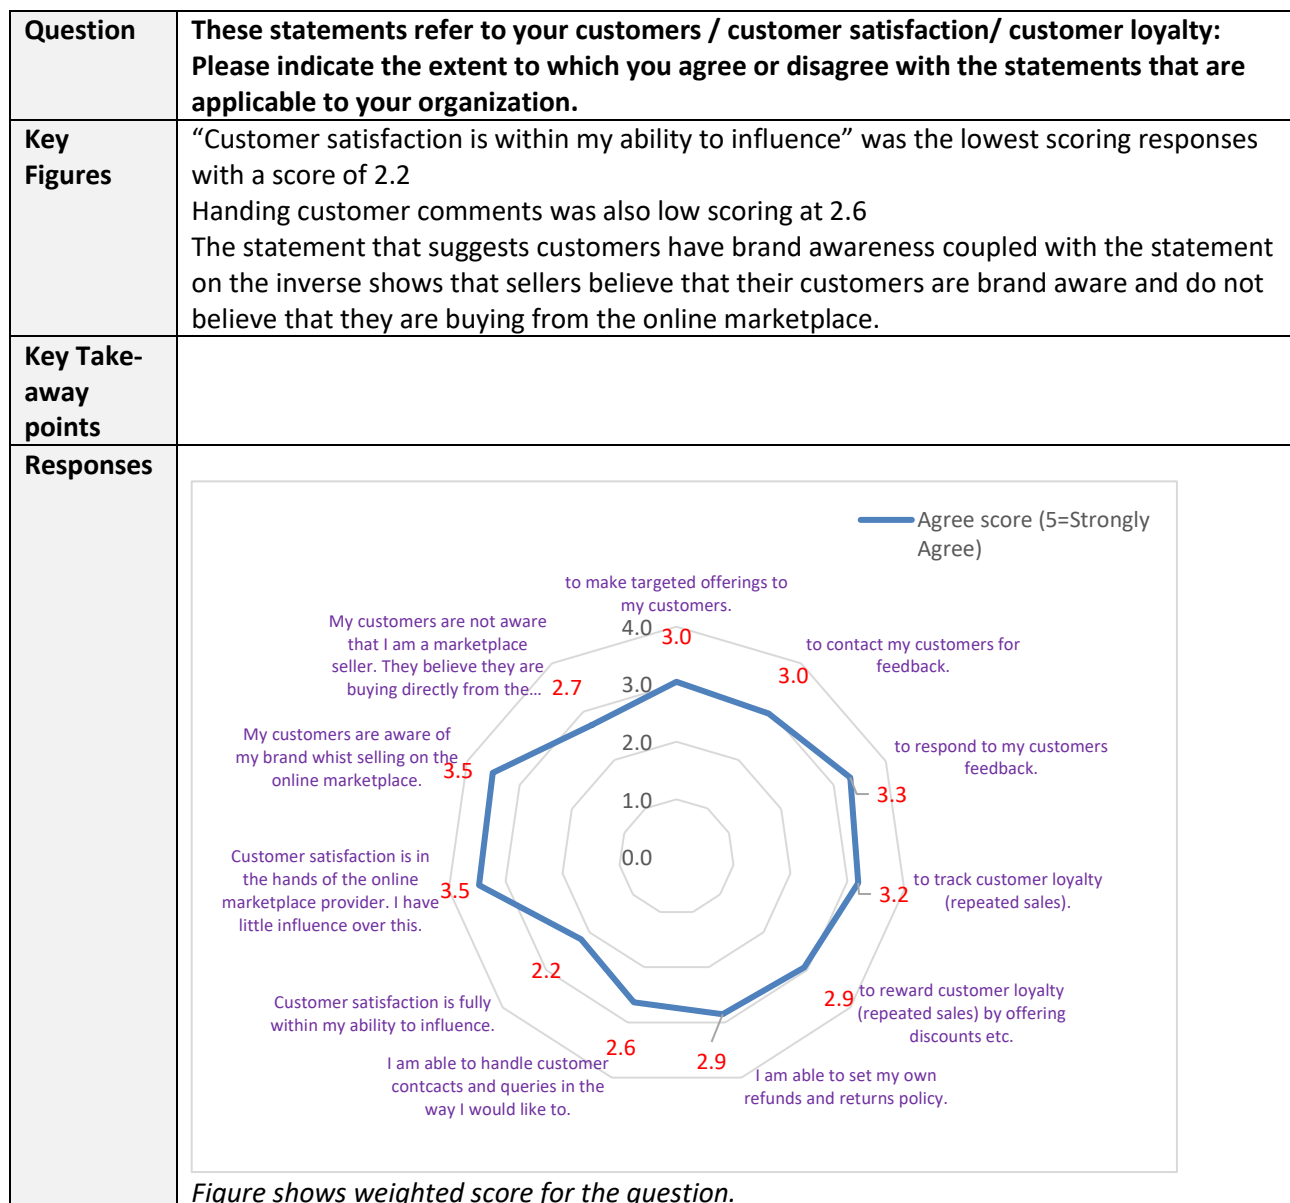 Question
These statements refer to your customers / customer satisfaction/ customer loyalty:
Please indicate the extent to which you agree or disagree with the statements that are
applicable to your organization.
Key
Figures
“Customer satisfaction is within my ability to influence” was the lowest scoring responses
with a score of 2.2
Handing customer comments was also low scoring at 2.6
The statement that suggests customers have brand awareness coupled with the statement
on the inverse shows that sellers believe that their customers are brand aware and do not
believe that they are buying from the online marketplace.
Key Take-
away
points
Responses
Agree score (5=Strongly
Agree)
to make targeted offerings to
my customers.
4.0
3.0
2.0
1.0
0.0
3.0
to contact my customers for
feedback.
3.0
to respond to my customers
feedback.
3.3
to track customer loyalty
(repeated sales).
3.2
to reward customer loyalty
(repeated sales) by offering
discounts etc.
2.9
I am able to set my own
refunds and returns policy.
2.9
I am able to handle customer
contcacts and queries in the
way I would like to.
2.6
Customer satisfaction is fully
within my ability to influence.
2.2
Customer satisfaction is in
the hands of the online
marketplace provider. I have
little influence over this.
3.5
My customers are aware of
my brand whist selling on the
online marketplace.
3.5
My customers are not aware
that I am a marketplace
seller. They believe they are
buying directly from the…
2.7
Figure shows weighted score for the question.